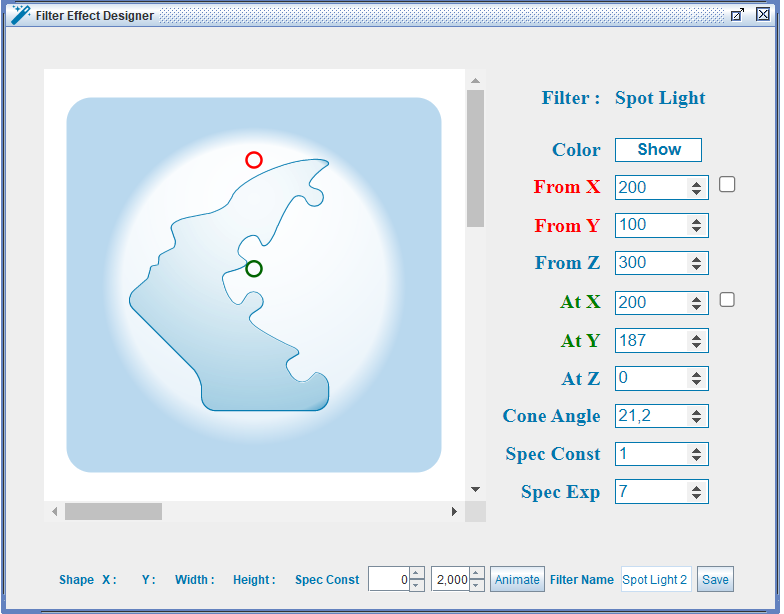 Filter Effect Designer
Filter : Spot Light
Color Show
From X 200
From Y 100
From Z 300
At X 200
At Y 187
At Z 0
Cone Angle 21,2
Spec Const 1
Spec Exp 7
Shape X : Y : Width : Height : Spec Const 0 2,000 Animate Filter Name Spot Light 2 Save